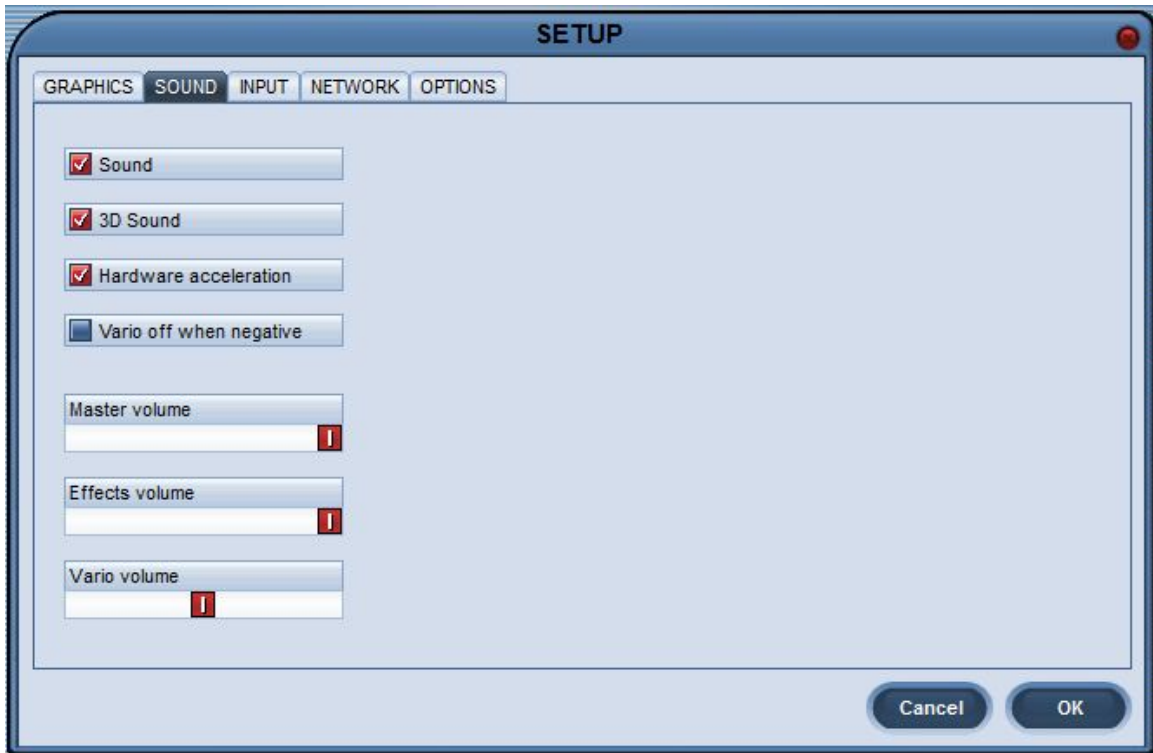 SETUP
GRAPHICS SOUND INPUT NETWORK OPTIONS
Sound
3D Sound
Hardware acceleration
Vario off when negative
Master volume
Effects volume
Vario volume
Cancel OK